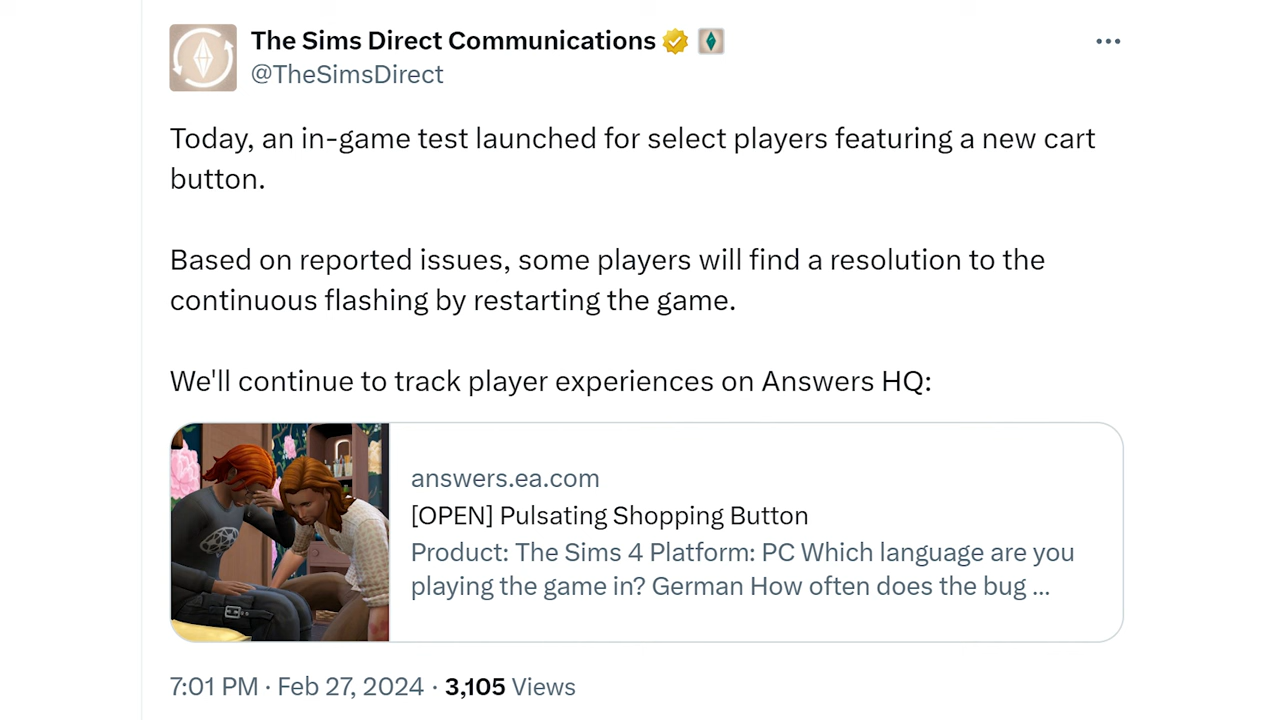 The Sims Direct Communications
@TheSimsDirect
Today, an in-game test launched for select players featuring a new cart
button.
Based on reported issues, some players will find a resolution to the
continuous flashing by restarting the game.
We'll continue to track player experiences on Answers HQ:
answers.ea.com
[OPEN] Pulsating Shopping Button
Product: The Sims 4 Platform: PC Which language are you
playing the game in? German How often does the bug ...
7:01 PM · Feb 27, 2024 · 3,105 Views